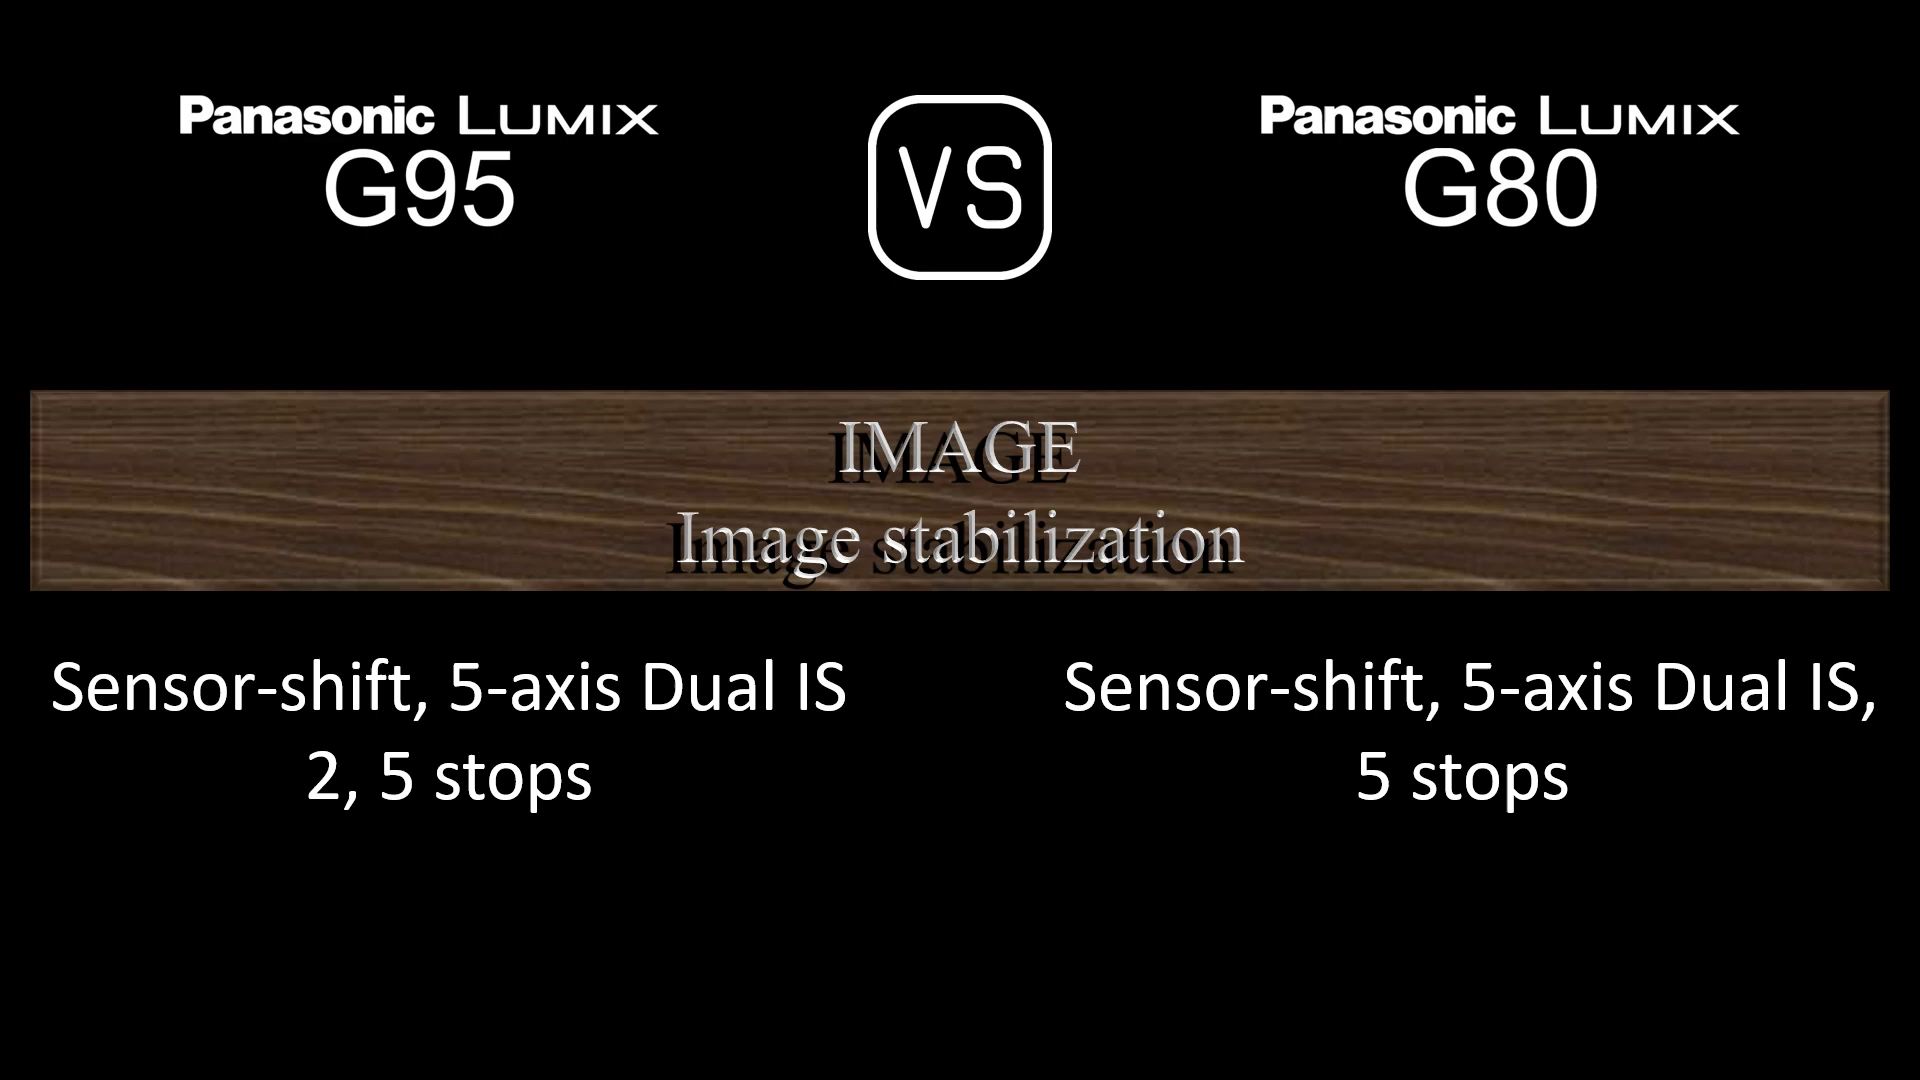 Panasonic LUMIX
G95
VS
Panasonic LUMIX
G80
IMAGE
Image stabilization
Sensor-shift, 5-axis Dual IS
2, 5 stops
Sensor-shift, 5-axis Dual IS,
5 stops